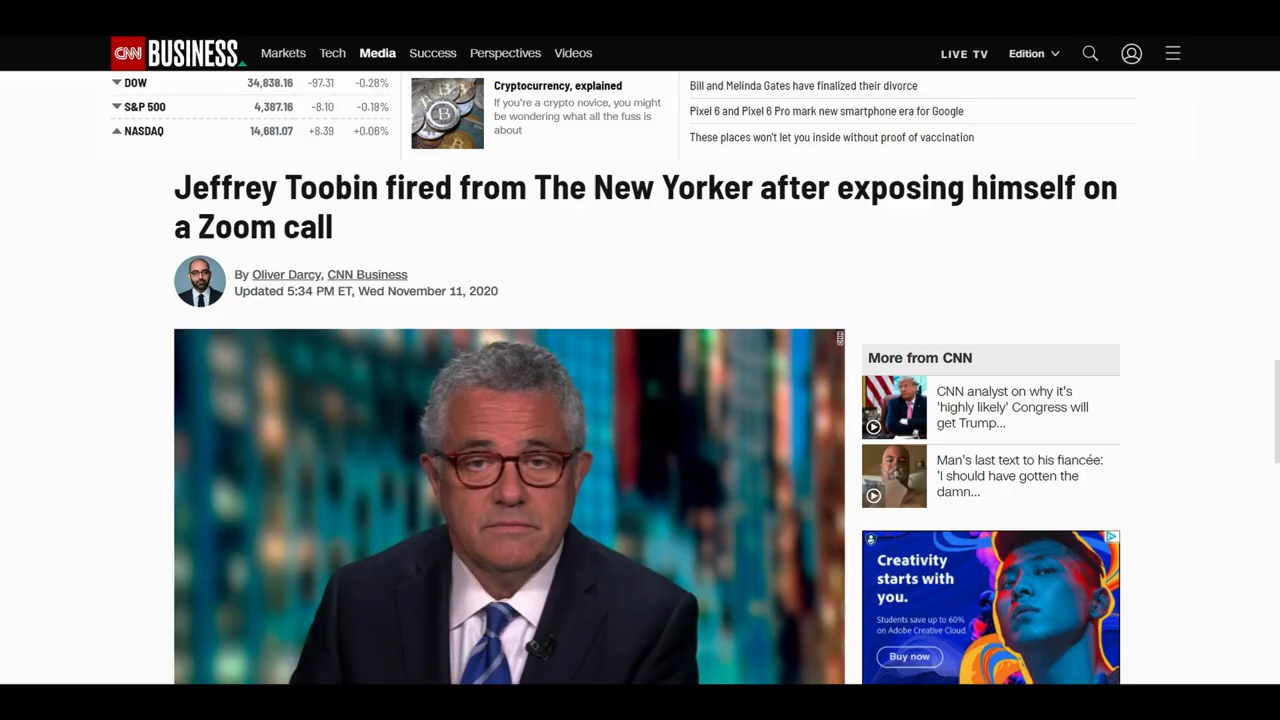 CNN BUSINESS Markets Tech Media Success Perspectives Videos LIVE TV Edition
DOW 34,838.16 -97.31 -0.28%
S&P 500 4,387.16 -8.10 -0.18%
NASDAQ 14,681.07 +8.39 +0.06%
Cryptocurrency, explained
If you're a crypto novice, you might
be wondering what all the fuss is
about
Bill and Melinda Gates have finalized their divorce
Pixel 6 and Pixel 6 Pro mark new smartphone era for Google
These places won't let you inside without proof of vaccination
Jeffrey Toobin fired from The New Yorker after exposing himself on
a Zoom call
By Oliver Darcy, CNN Business
Updated 5:34 PM ET, Wed November 11, 2020
CNN
More from CNN
CNN analyst on why it's
'highly likely' Congress will
get Trump...
Man's last text to his fiancée:
'I should have gotten the
damn...
Creativity
starts with
you.
Students save up to 60%
on Adobe Creative Cloud.
Buy now